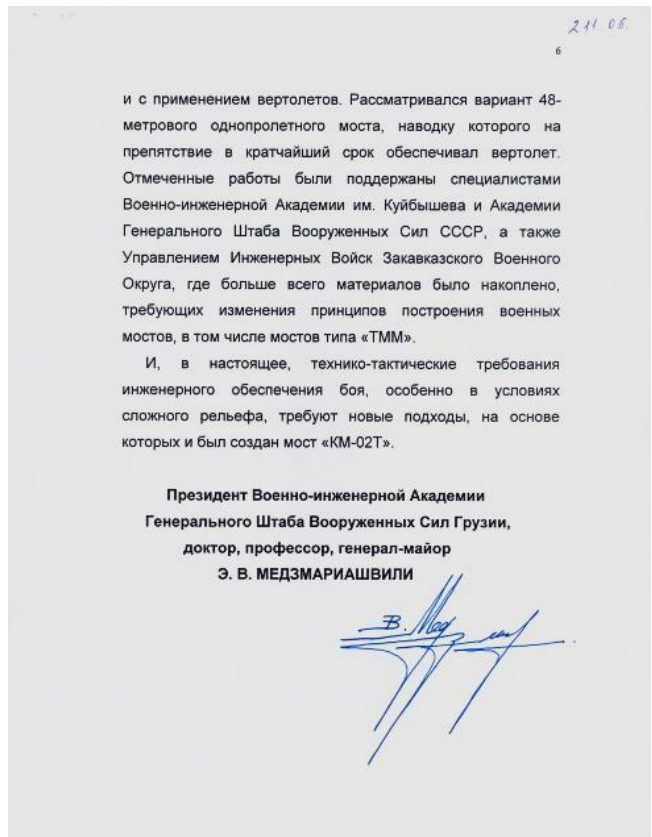 211.06.
6
и с применением вертолетов. Рассматривался вариант 48-
метрового однопролетного моста, наводку которого на
препятствие в кратчайший срок обеспечивал вертолет.
Отмеченные работы были поддержаны специалистами
Военно-инженерной Академии им. Куйбышева и Академии
Генерального Штаба Вооруженных Сил СССР, а также
Управлением Инженерных Войск Закавказского Военного
Округа, где больше всего материалов было накоплено,
требующих изменения принципов построения военных
мостов, в том числе мостов типа «ТММ».
И, в настоящее, технико-тактические требования
инженерного обеспечения боя, особенно в условиях
сложного рельефа, требуют новые подходы, на основе
которых и был создан мост «КМ-02Т».
Президент Военно-инженерной Академии
Генерального Штаба Вооруженных Сил Грузии,
доктор, профессор, генерал-майор
Э. В. МЕДЗМАРИАШВИЛИ